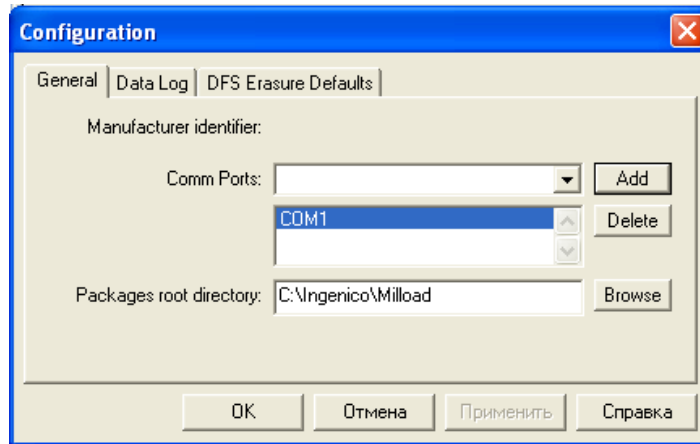 Configuration
General Data Log DFS Erasure Defaults
Manufacturer identifier:
Comm Ports: Add
COM1 Delete
Packages root directory: C:\Ingenico\Milload Browse
OK Отмена Применить Справка